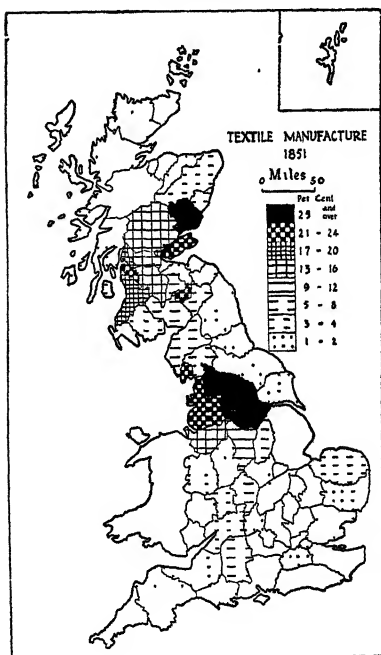 TEXTILE MANUFACTURE
1851
Miles
0 50
Per Cent
25 and over
21 - 24
17 - 20
13 - 16
9 - 12
5 - 8
3 - 4
1 - 2